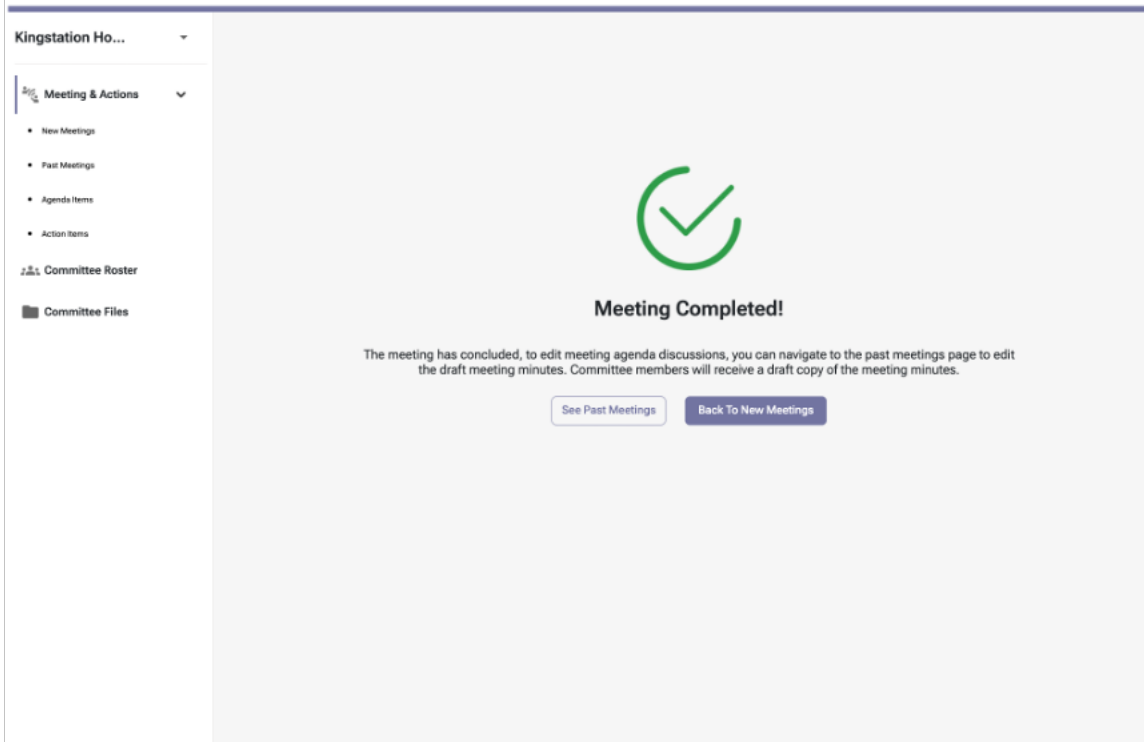 Kingstation Ho...
Meeting & Actions
New Meetings
Past Meetings
Agenda Items
Action Items
Committee Roster
Committee Files
Meeting Completed!
The meeting has concluded, to edit meeting agenda discussions, you can navigate to the past meetings page to edit
the draft meeting minutes. Committee members will receive a draft copy of the meeting minutes.
See Past Meetings
Back To New Meetings